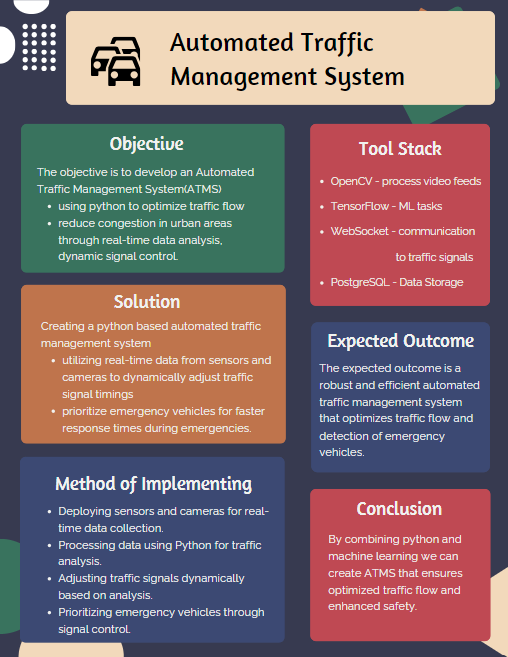 Automated Traffic
Management System
Objective
The objective is to develop an Automated
Traffic Management System(ATMS)
• using python to optimize traffic flow
• reduce congestion in urban areas
through real-time data analysis,
dynamic signal control.
Solution
Creating a python based automated traffic
management system
• utilizing real-time data from sensors and
cameras to dynamically adjust traffic
signal timings
• prioritize emergency vehicles for faster
response times during emergencies.
Method of Implementing
• Deploying sensors and cameras for real-
time data collection.
• Processing data using Python for traffic
analysis.
• Adjusting traffic signals dynamically
based on analysis.
• Prioritizing emergency vehicles through
signal control.
Tool Stack
• OpenCV - process video feeds
• TensorFlow - ML tasks
• WebSocket - communication
to traffic signals
• PostgreSQL - Data Storage
Expected Outcome
The expected outcome is a
robust and efficient automated
traffic management system
that optimizes traffic flow and
detection of emergency
vehicles.
Conclusion
By combining python and
machine learning we can
create ATMS that ensures
optimized traffic flow and
enhanced safety.